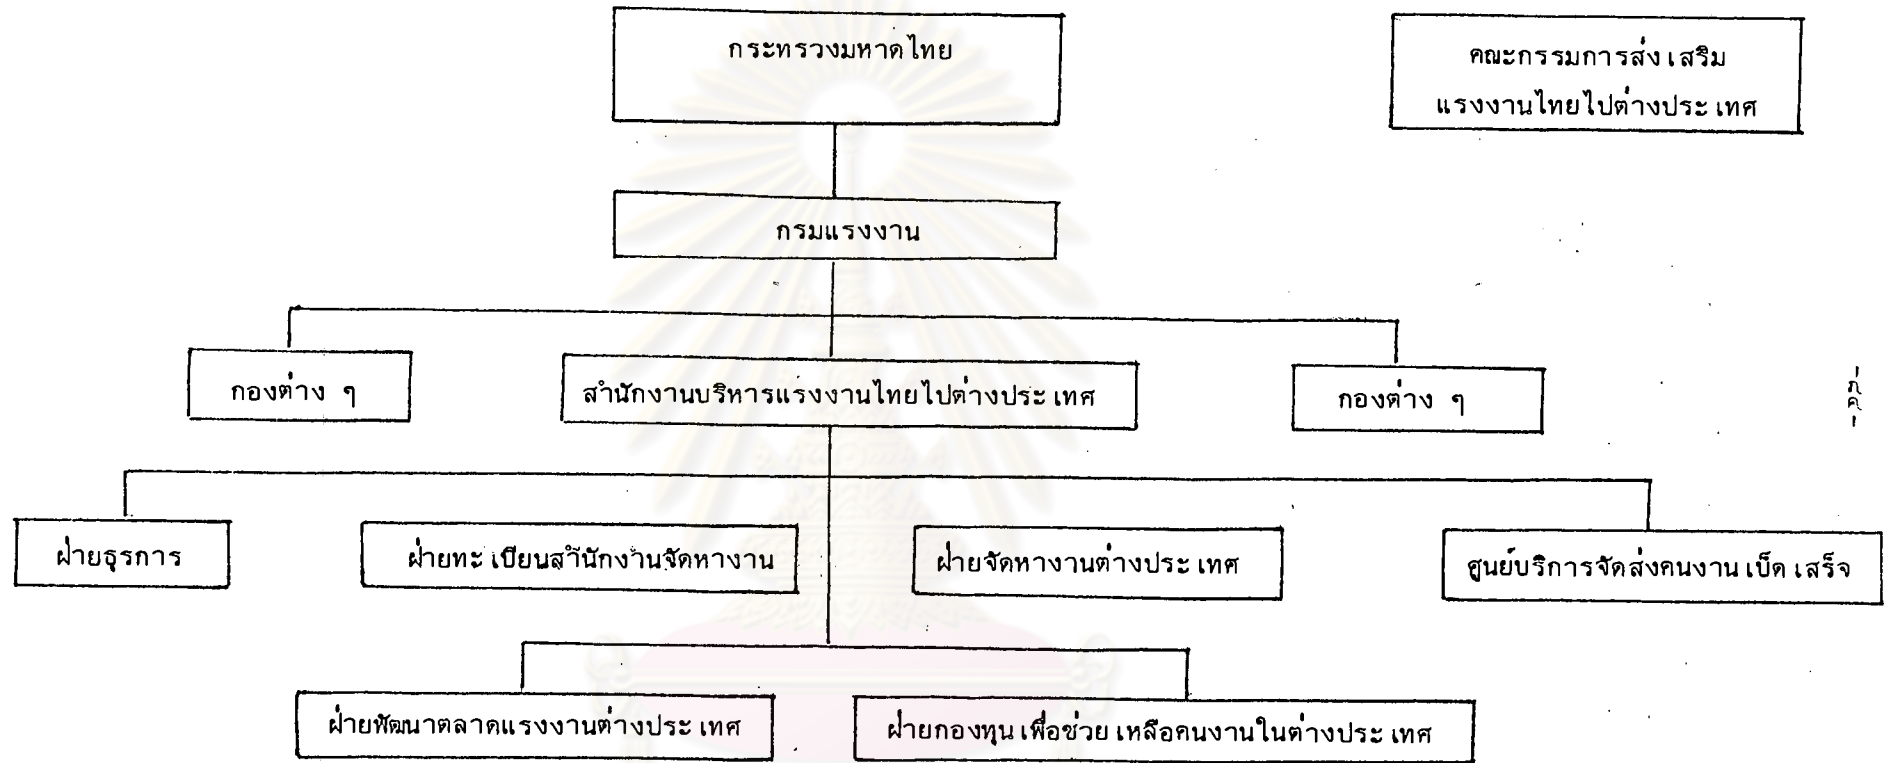 กระทรวงมหาดไทย
คณะกรรมการส่งเสริม
แรงงานไทยไปต่างประเทศ
กรมแรงงาน
กองต่าง ๆ
สำนักงานบริหารแรงงานไทยไปต่างประเทศ
กองต่าง ๆ
ฝ่ายธุรการ
ฝ่ายทะเบียนสำนักงานจัดหางาน
ฝ่ายจัดหางานต่างประเทศ
ศูนย์บริการจัดส่งคนงานเบ็ดเสร็จ
ฝ่ายพัฒนาตลาดแรงงานต่างประเทศ
ฝ่ายกองทุนเพื่อช่วยเหลือคนงานในต่างประเทศ